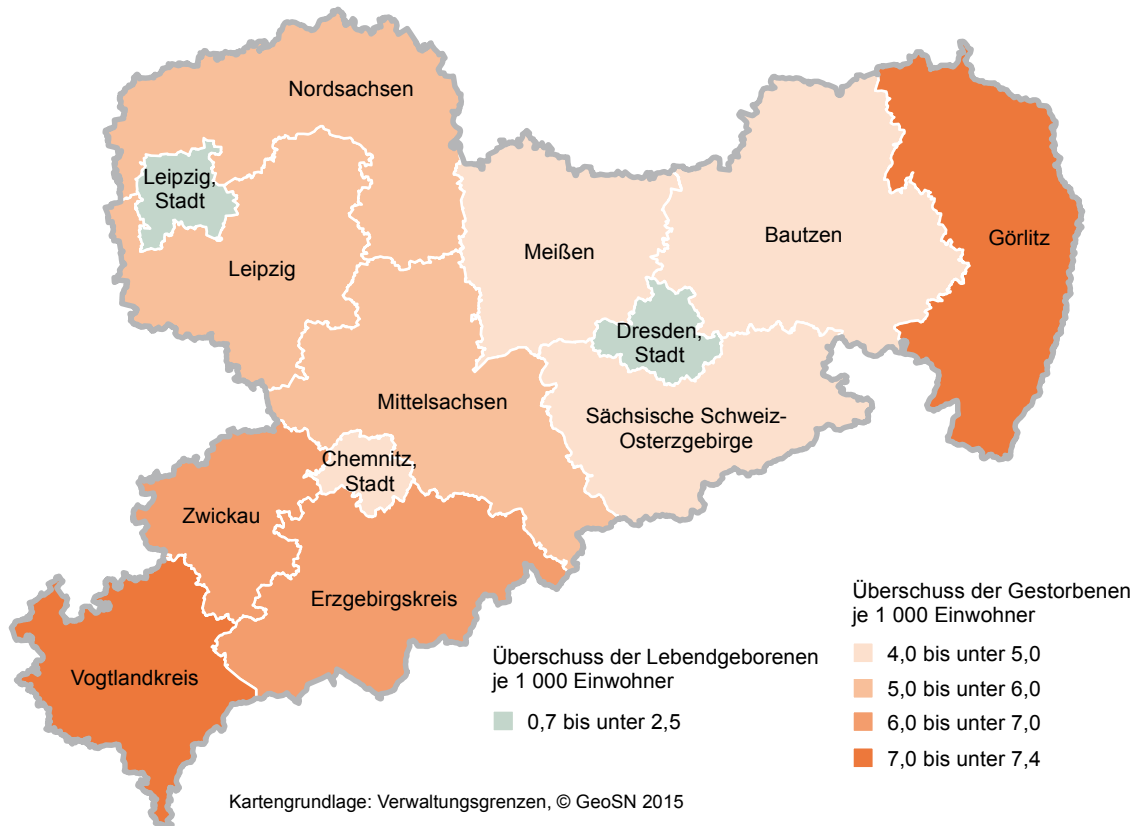 Nordsachsen
Leipzig,
Stadt
Leipzig
Meißen
Bautzen
Görlitz
Dresden,
Stadt
Mittelsachsen
Sächsische Schweiz-
Osterzgebirge
Chemnitz,
Stadt
Zwickau
Erzgebirgskreis
Vogtlandkreis
Überschuss der Lebendgeborenen
je 1 000 Einwohner
0,7 bis unter 2,5
Überschuss der Gestorbenen
je 1 000 Einwohner
4,0 bis unter 5,0
5,0 bis unter 6,0
6,0 bis unter 7,0
7,0 bis unter 7,4
Kartengrundlage: Verwaltungsgrenzen, © GeoSN 2015